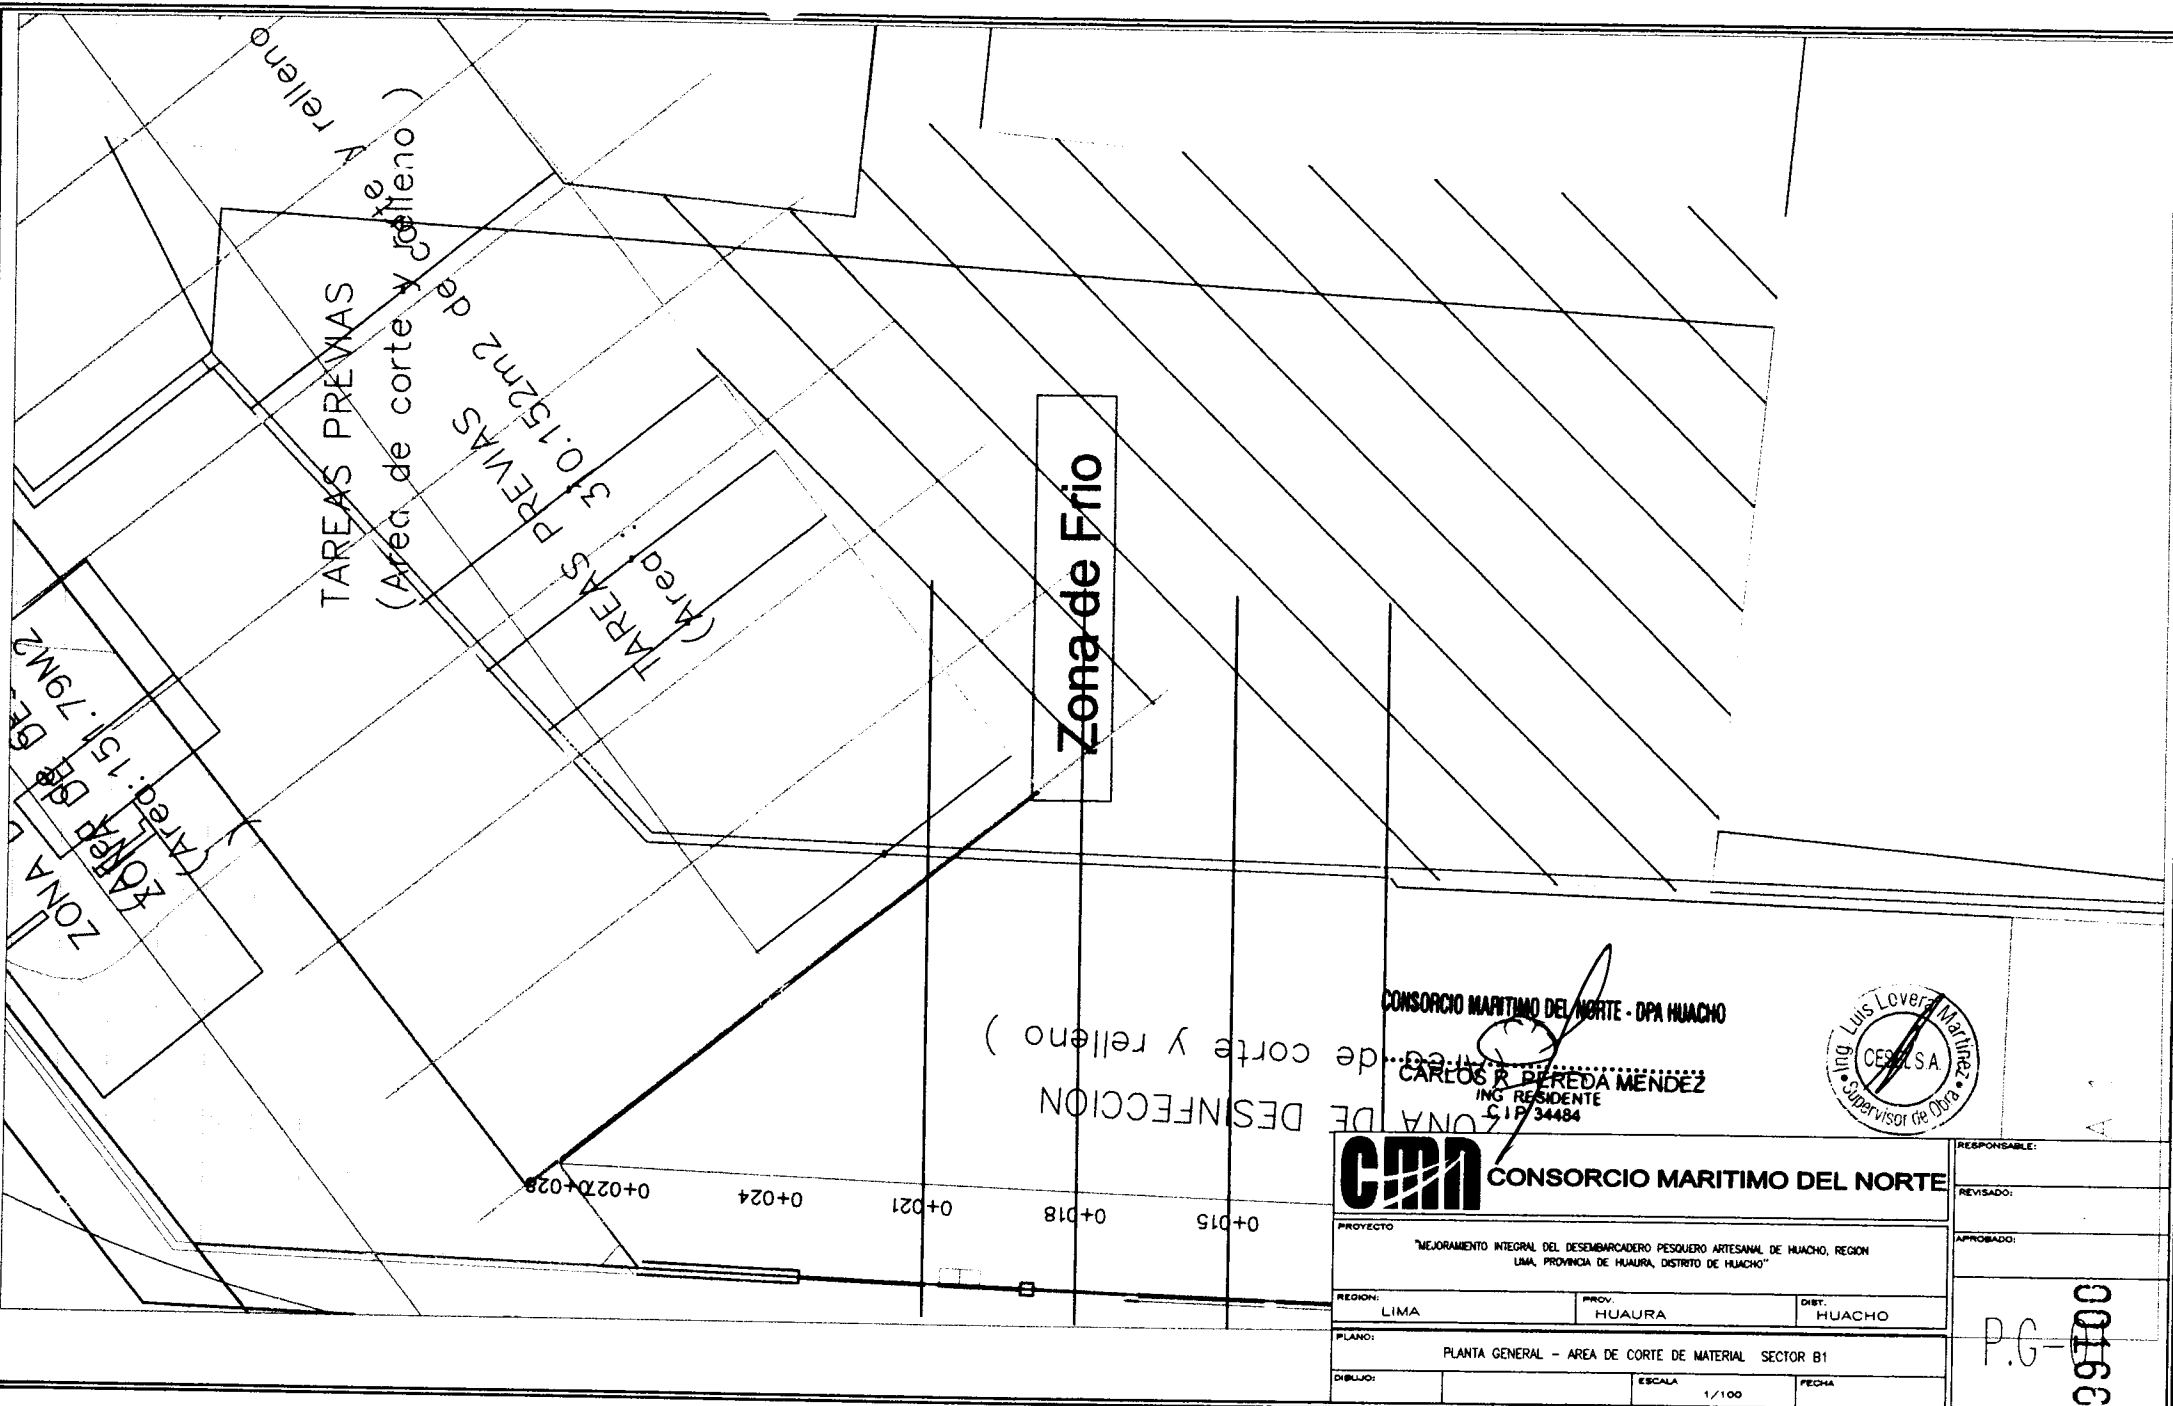 TAREAS PREVIAS
(Area de corte y relleno )
TAREAS PREVIAS
(Area : 0.152m2 de corte y relleno
Zona de Frio
(Area: 15 .79M2
)
ZONA DE DESINFECCION
de corte y relleno )
0+028
0+027
0+024
0+021
0+018
0+015
CONSORCIO MARITIMO DEL NORTE - DPA HUACHO
CARLOS R. PEREDA MENDEZ
ING RESIDENTE
C I P 34484
Ing. Luis Lovera Martinez
CESEL S.A.
Supervisor de Obra
cmn CONSORCIO MARITIMO DEL NORTE
PROYECTO
"MEJORAMIENTO INTEGRAL DEL DESEMBARCADERO PESQUERO ARTESANAL DE HUACHO, REGION
LIMA, PROVINCIA DE HUAURA, DISTRITO DE HUACHO"
REGION: LIMA
PROV. HUAURA
DIST. HUACHO
PLANO:
PLANTA GENERAL - AREA DE CORTE DE MATERIAL SECTOR B1
DIBUJO:
ESCALA 1/100
FECHA
RESPONSABLE:
REVISADO:
APROBADO:
P.G-